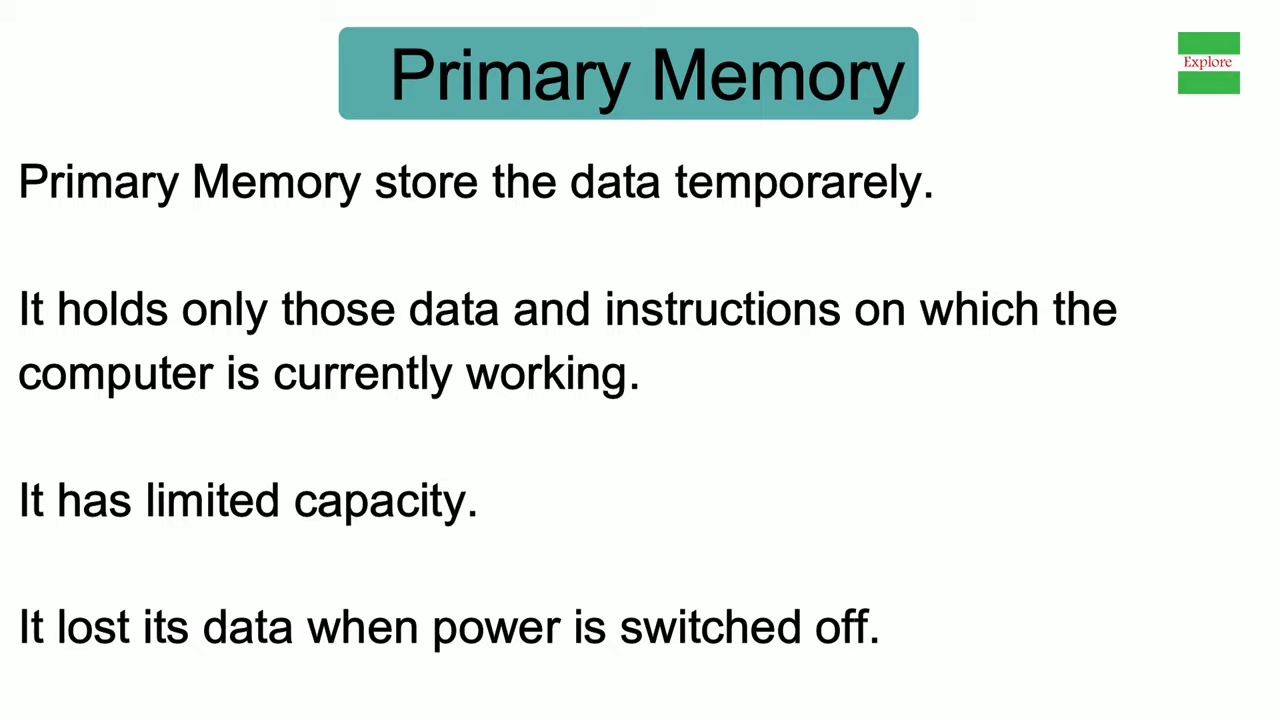 Primary Memory
Explore
Primary Memory store the data temporarely.
It holds only those data and instructions on which the
computer is currently working.
It has limited capacity.
It lost its data when power is switched off.